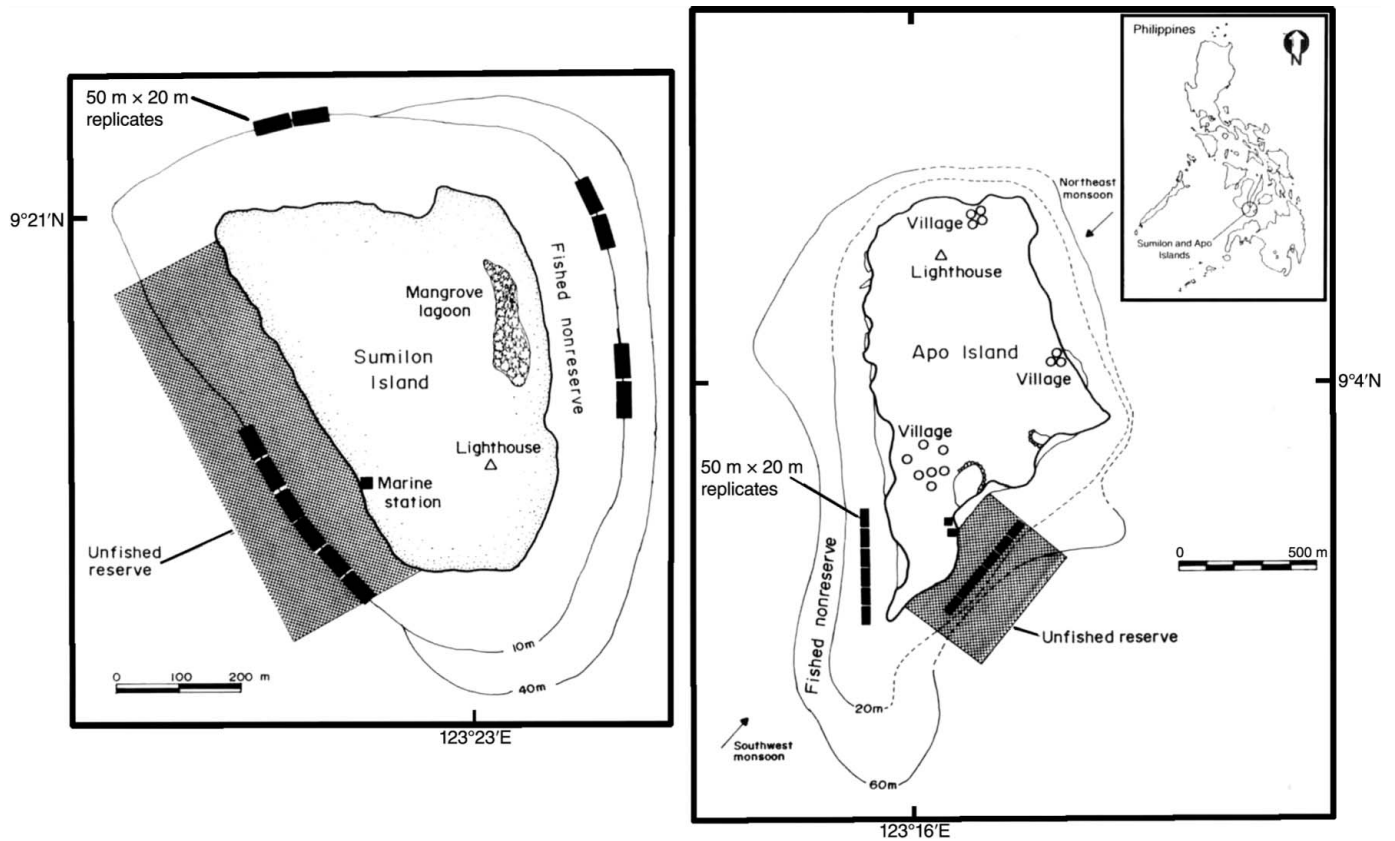 50 m × 20 m
replicates
9°21′N
Mangrove
lagoon
Fished nonreserve
Sumilon
Island
Lighthouse
Marine
station
Unfished
reserve
10m
40m
0 100 200 m
123°23′E
Philippines
N
Sumilon and Apo
Islands
Northeast
monsoon
Village
Lighthouse
Apo Island
Village
9°4′N
Village
50 m × 20 m
replicates
0 500 m
Fished nonreserve
Unfished reserve
20m
Southwest
monsoon
60m
123°16′E